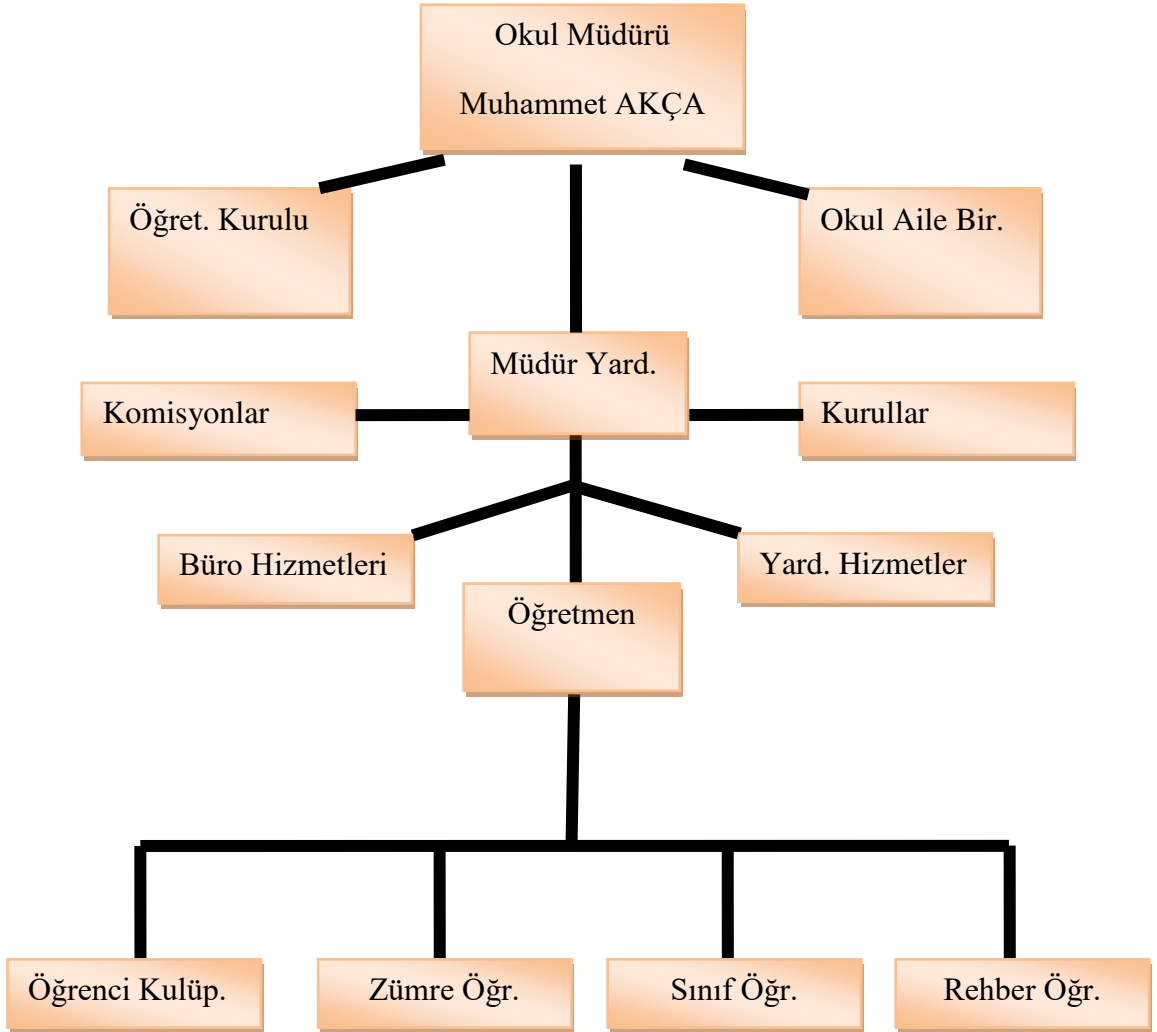 Okul Müdürü
Muhammet AKÇA
Öğret. Kurulu
Okul Aile Bir.
Müdür Yard.
Komisyonlar
Kurullar
Büro Hizmetleri
Yard. Hizmetler
Öğretmen
Öğrenci Kulüp.
Zümre Öğr.
Sınıf Öğr.
Rehber Öğr.